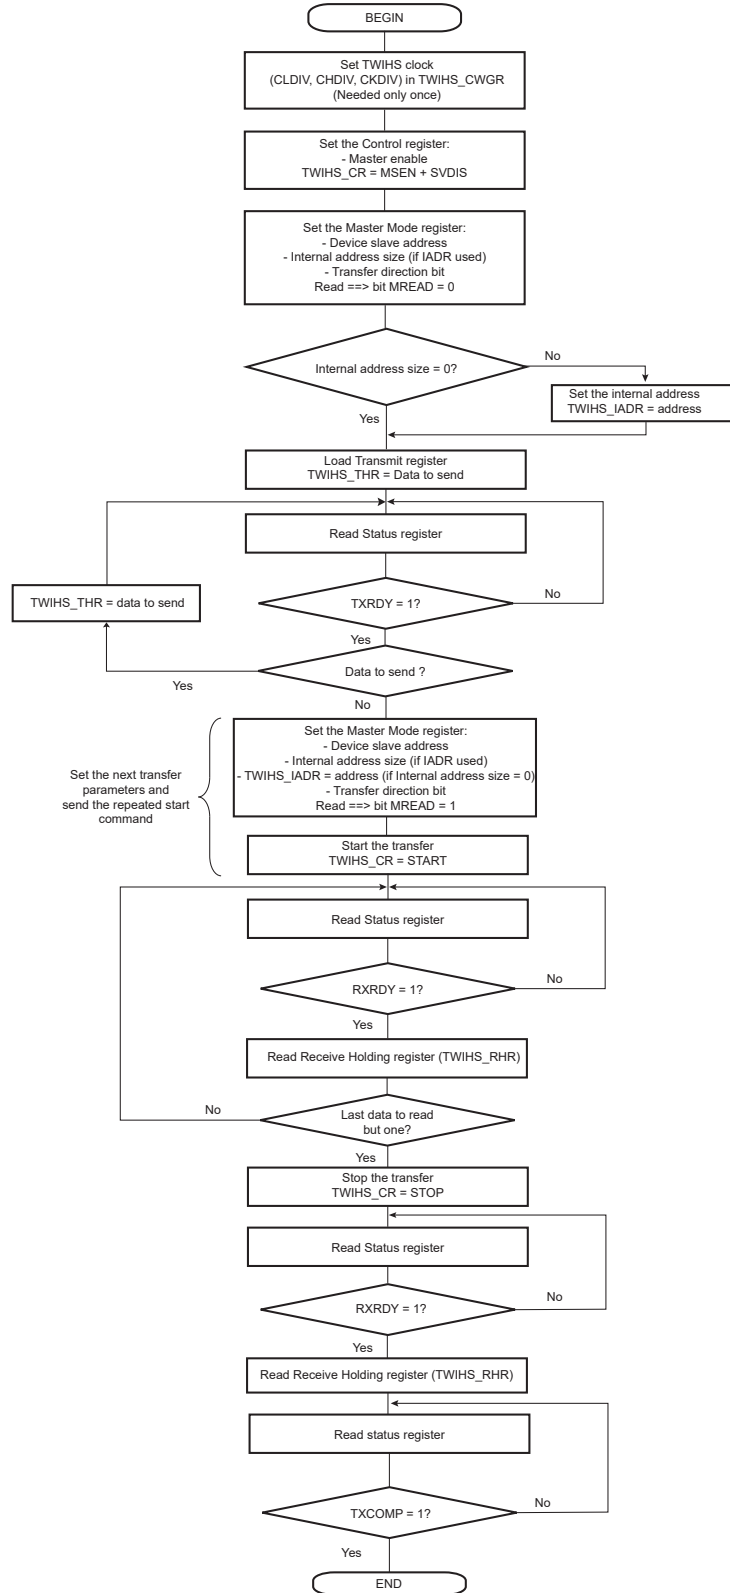 BEGIN
Set TWIHS clock
(CLDIV, CHDIV, CKDIV) in TWIHS_CWGR
(Needed only once)
Set the Control register:
- Master enable
TWIHS_CR = MSEN + SVDIS
Set the Master Mode register:
- Device slave address
- Internal address size (if IADR used)
- Transfer direction bit
Read ==> bit MREAD = 0
Internal address size = 0?
No
Set the internal address
TWIHS_IADR = address
Yes
Load Transmit register
TWIHS_THR = Data to send
Read Status register
TWIHS_THR = data to send
TXRDY = 1?
No
Yes
Data to send ?
Yes
No
Set the next transfer
parameters and
send the repeated start
command
Set the Master Mode register:
- Device slave address
- Internal address size (if IADR used)
- TWIHS_IADR = address (if Internal address size = 0)
- Transfer direction bit
Read ==> bit MREAD = 1
Start the transfer
TWIHS_CR = START
Read Status register
RXRDY = 1?
No
Yes
Read Receive Holding register (TWIHS_RHR)
No
Last data to read
but one?
Yes
Stop the transfer
TWIHS_CR = STOP
Read Status register
RXRDY = 1?
No
Yes
Read Receive Holding register (TWIHS_RHR)
Read status register
TXCOMP = 1?
No
Yes
END